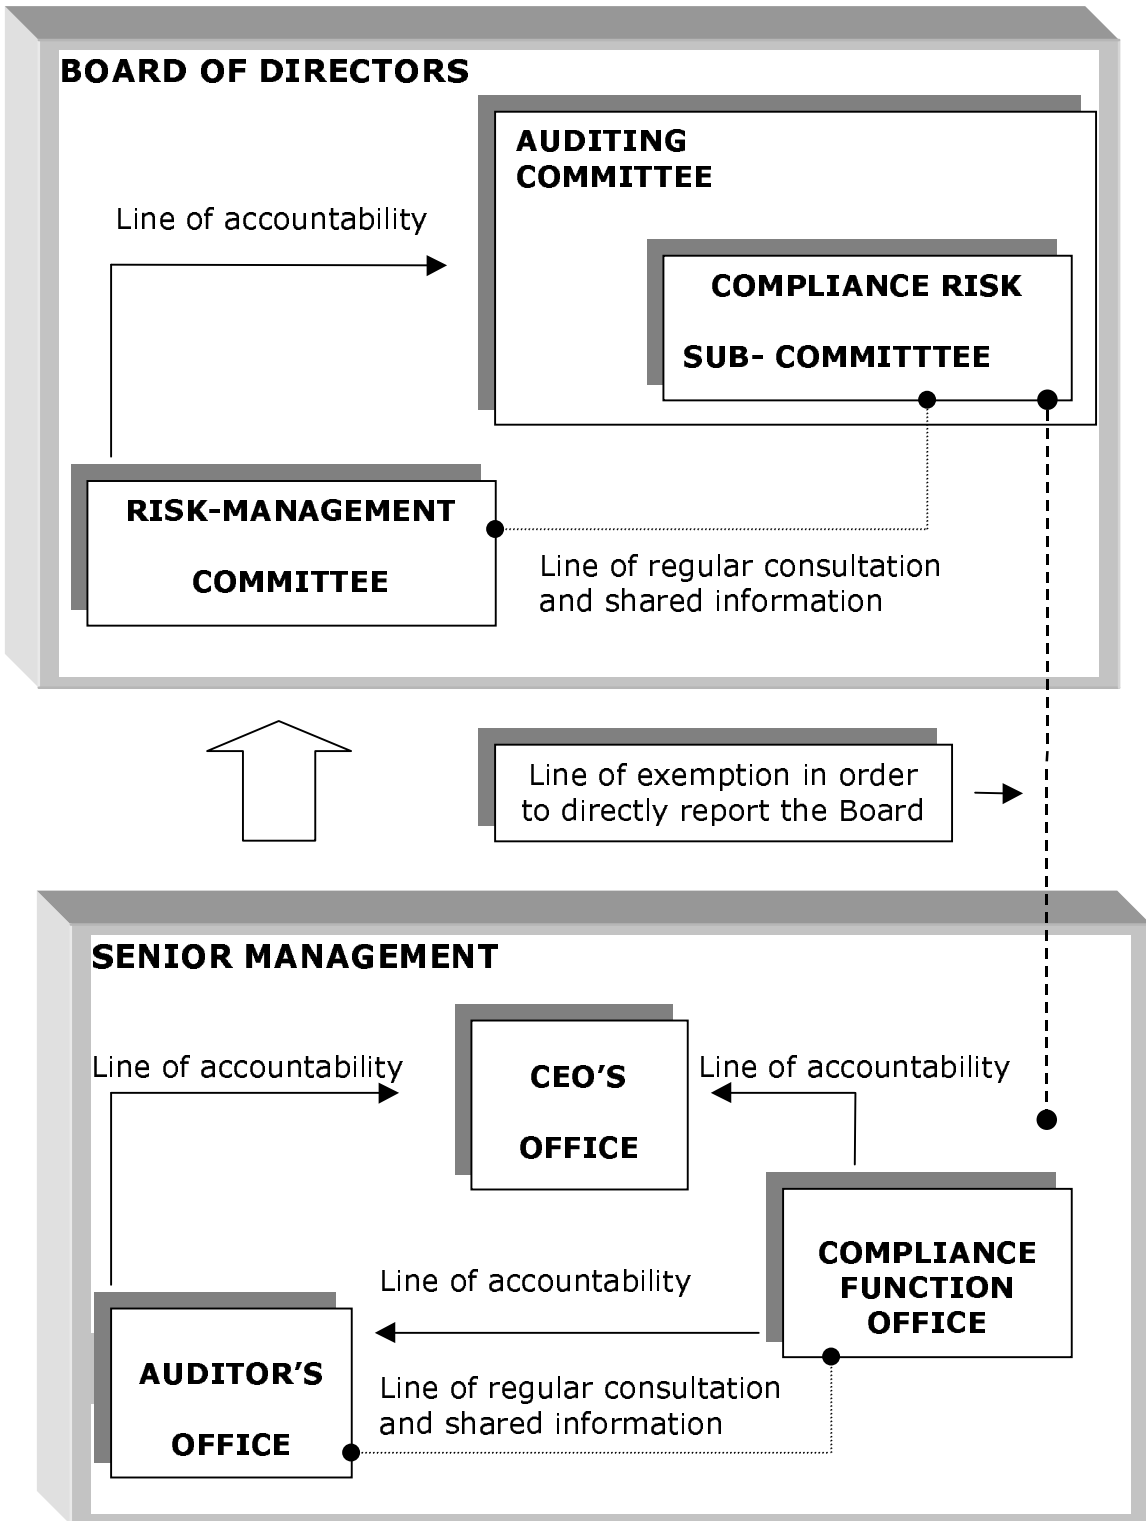 BOARD OF DIRECTORS
AUDITING
COMMITTEE
Line of accountability
COMPLIANCE RISK
SUB- COMMITTTEE
RISK-MANAGEMENT
COMMITTEE
Line of regular consultation
and shared information
Line of exemption in order
to directly report the Board
SENIOR MANAGEMENT
Line of accountability
CEO’S
OFFICE
Line of accountability
COMPLIANCE
FUNCTION
OFFICE
Line of accountability
AUDITOR’S
OFFICE
Line of regular consultation
and shared information